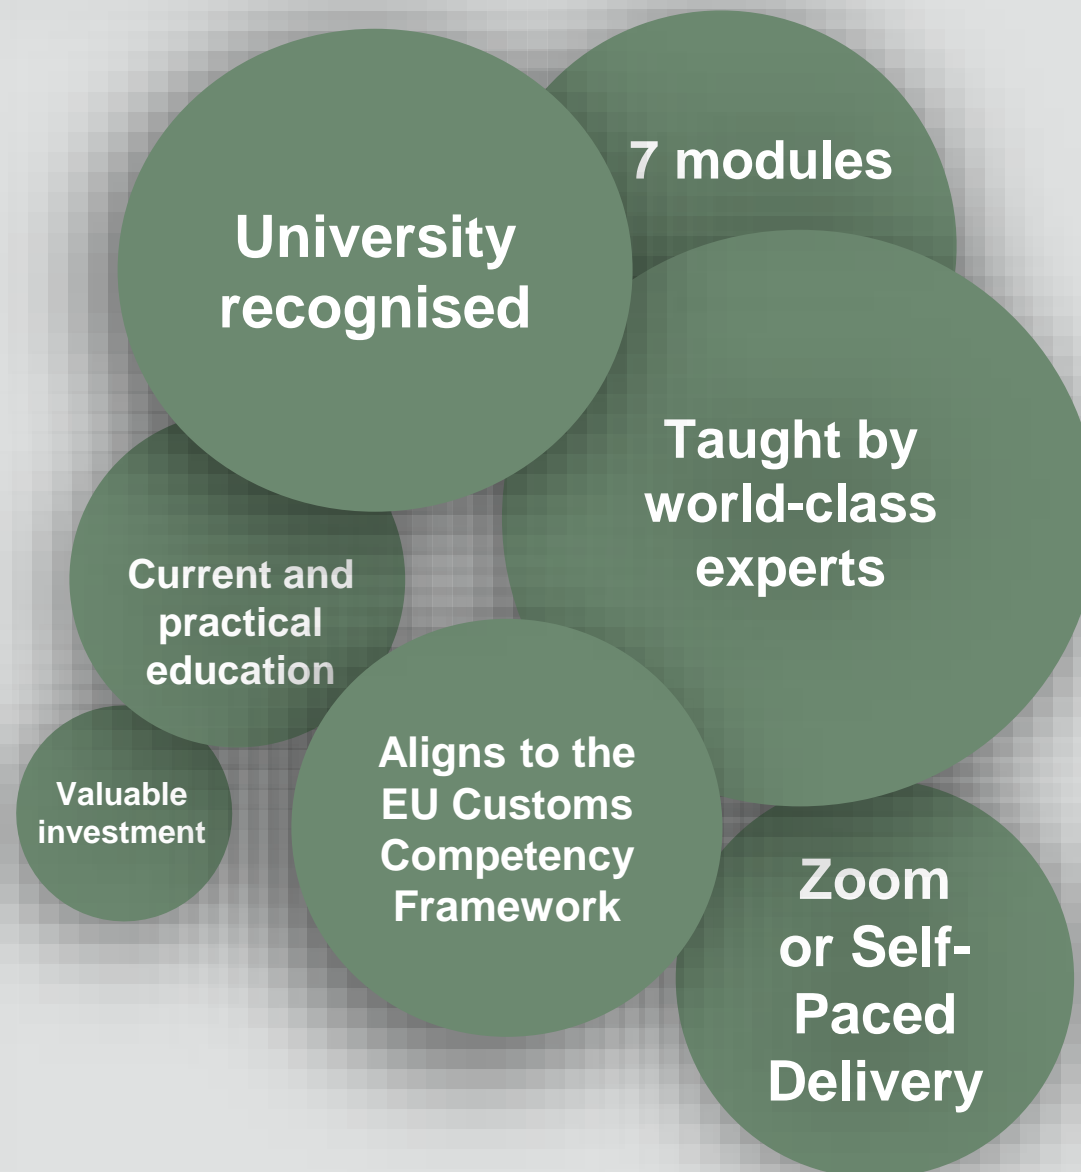 7 modules
University
recognised
Taught by
world-class
experts
Current and
practical
education
Valuable
investment
Aligns to the
EU Customs
Competency
Framework
Zoom
or Self-
Paced
Delivery